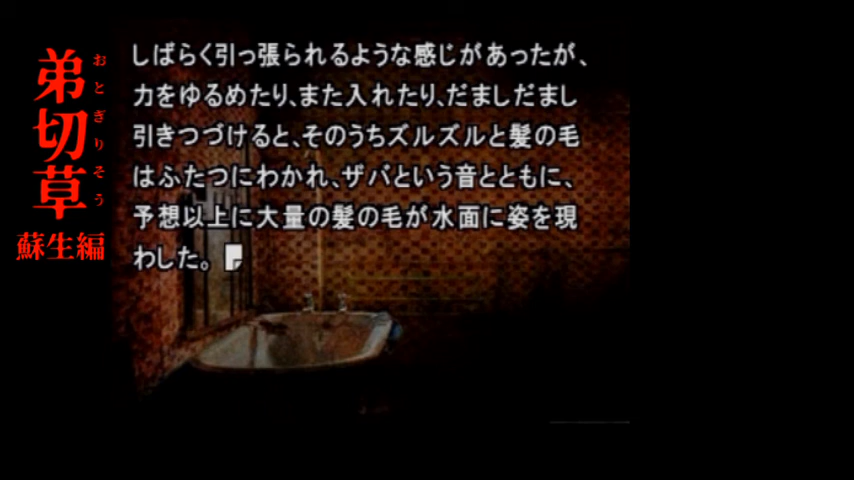 弟切草
おとぎりそう
蘇生編
しばらく引っ張られるような感じがあったが、
力をゆるめたり、また入れたり、だましだまし
引きつづけると、そのうちズルズルと髪の毛
はふたつにわかれ、ザバという音とともに、
予想以上に大量の髪の毛が水面に姿を現
わした。